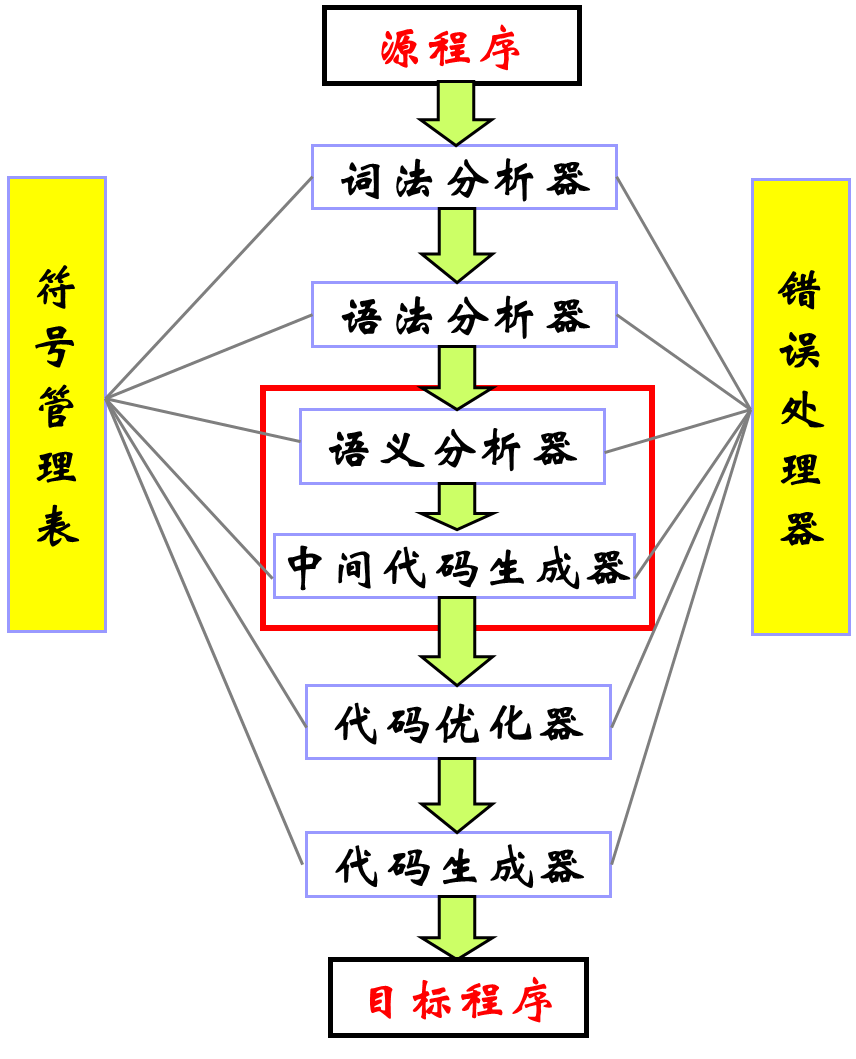 源程序
词法分析器
符号管理表
错误处理器
语法分析器
语义分析器
中间代码生成器
代码优化器
代码生成器
目标程序